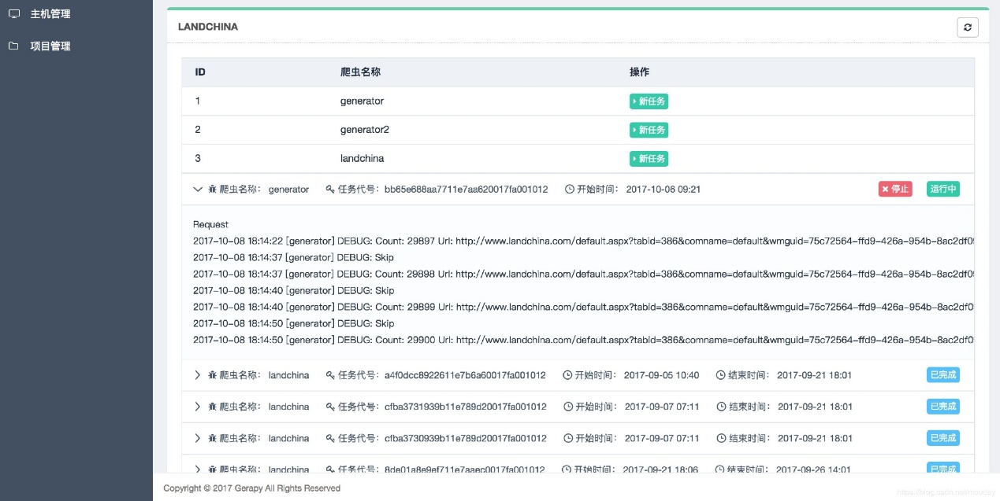 主机管理
项目管理
LANDCHINA
ID 爬虫名称 操作
1 generator 新任务
2 generator2 新任务
3 landchina 新任务
爬虫名称： generator 任务代号： bb65e688aa7711e7aa620017fa001012 开始时间： 2017-10-06 09:21 停止 运行中
Request
2017-10-08 18:14:22 [generator] DEBUG: Count: 29897 Url: http://www.landchina.com/default.aspx?tabid=386&comname=default&wmguid=75c72564-ffd9-426a-954b-8ac2df0
2017-10-08 18:14:37 [generator] DEBUG: Skip
2017-10-08 18:14:37 [generator] DEBUG: Count: 29898 Url: http://www.landchina.com/default.aspx?tabid=386&comname=default&wmguid=75c72564-ffd9-426a-954b-8ac2df0
2017-10-08 18:14:40 [generator] DEBUG: Skip
2017-10-08 18:14:40 [generator] DEBUG: Count: 29899 Url: http://www.landchina.com/default.aspx?tabid=386&comname=default&wmguid=75c72564-ffd9-426a-954b-8ac2df0
2017-10-08 18:14:50 [generator] DEBUG: Skip
2017-10-08 18:14:50 [generator] DEBUG: Count: 29900 Url: http://www.landchina.com/default.aspx?tabid=386&comname=default&wmguid=75c72564-ffd9-426a-954b-8ac2df0
爬虫名称： landchina 任务代号： a4f0dcc8922611e7b6a60017fa001012 开始时间： 2017-09-05 10:40 结束时间： 2017-09-21 18:01 已完成
爬虫名称： landchina 任务代号： cfba3731939b11e789d20017fa001012 开始时间： 2017-09-07 07:11 结束时间： 2017-09-21 18:01 已完成
爬虫名称： landchina 任务代号： cfba3730939b11e789d20017fa001012 开始时间： 2017-09-07 07:11 结束时间： 2017-09-21 18:01 已完成
爬虫名称： landchina 任务代号： 8de01a8e9ef711e7aaec0017fa001012 开始时间： 2017-09-21 18:06 结束时间： 2017-09-26 14:01 已完成
Copyright © 2017 Gerapy All Rights Reserved
https://blog.csdn.net/mouday